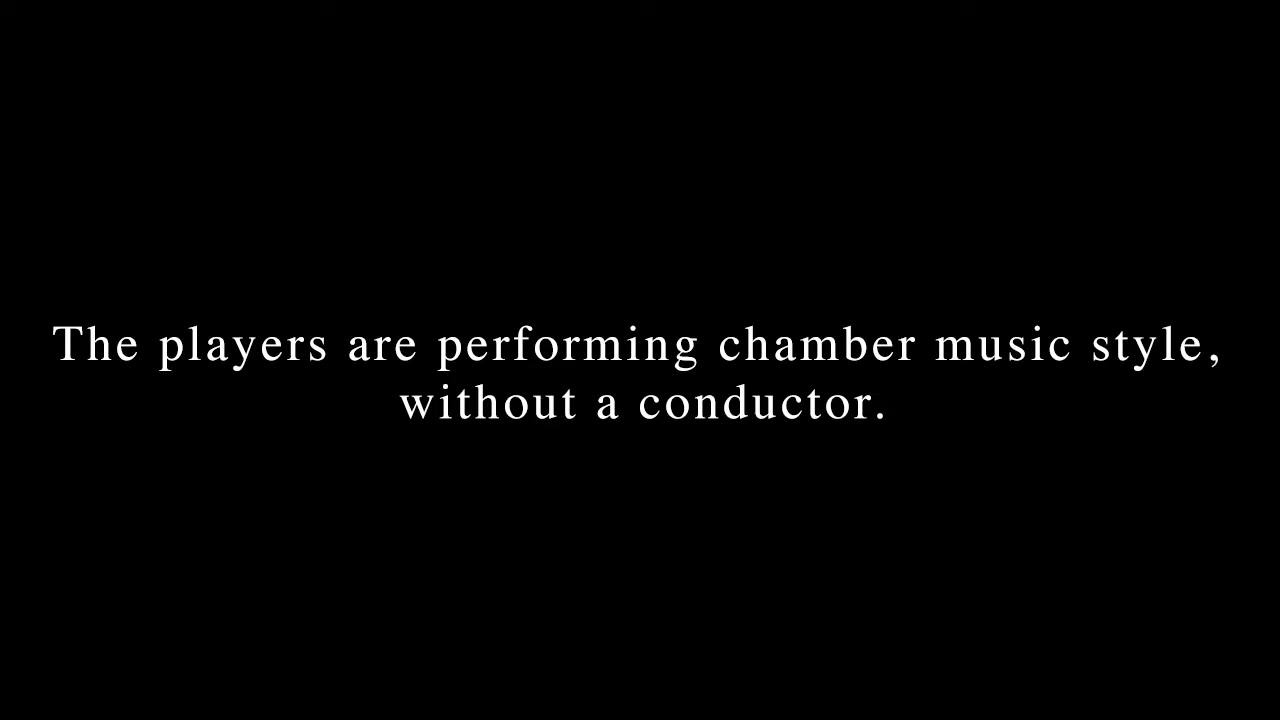 The players are performing chamber music style,
without a conductor.